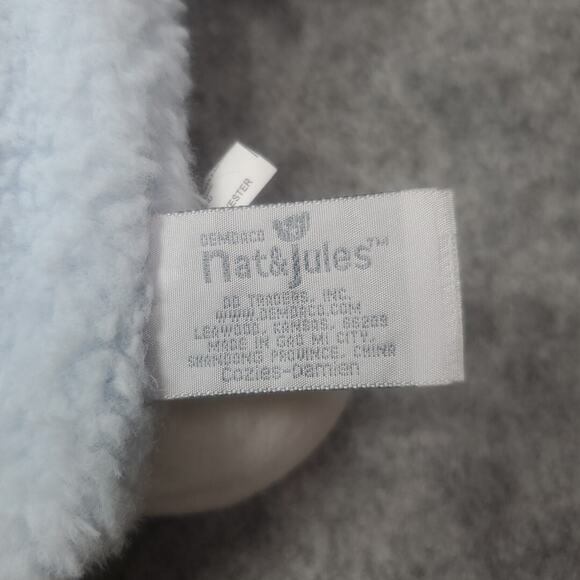 ESTER
DEMDACO
nat&jules™
DD TRADERS, INC.
WWW.DEMDACO.COM
LEAWOOD, KANSAS, 66209
MADE IN GAO MI CITY,
SHANDONG PROVINCE, CHINA
Cozies-Damien